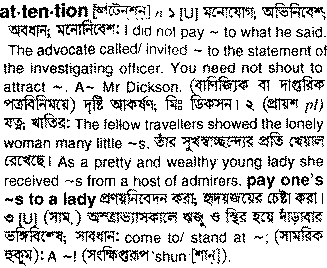 at·ten·tion [অ্যাটেনশ্‌ন্] n ১ [U] মনোযোগ; অভিনিবেশ;
অবধান; মনোনিবেশ: I did not pay ~ to what he said.
The advocate called/ invited ~ to the statement of
the investigating officer. You need not shout to
attract ~. A~ Mr Dickson. (বাণিজ্যিক বা দাপ্তরিক
পত্রবিনিময়ে) দৃষ্টি আকর্ষণ; মিঃ ডিকসন। ২ (প্রায়শ pl)
যত্ন; খাতির: The fellow travellers showed the lonely
woman many little ~s. তাঁর সুখস্বাচ্ছন্দ্যের প্রতি খেয়াল
রেখেছে। As a pretty and wealthy young lady she
received ~s from a host of admirers. pay one's
~s to a lady প্রণয়নিবেদন করা; হৃদয়জয়ের চেষ্টা করা।
৩ [U] (সাম.) অস্ত্রাভ্যাসকালে ঋজু ও স্থির হয়ে দাঁড়াবার
ভঙ্গিবিশেষ; সাবধান: come to/ stand at ~; (সামরিক
হুকুম): A ~! (সংক্ষিপ্তরূপ 'shun [শান্]).